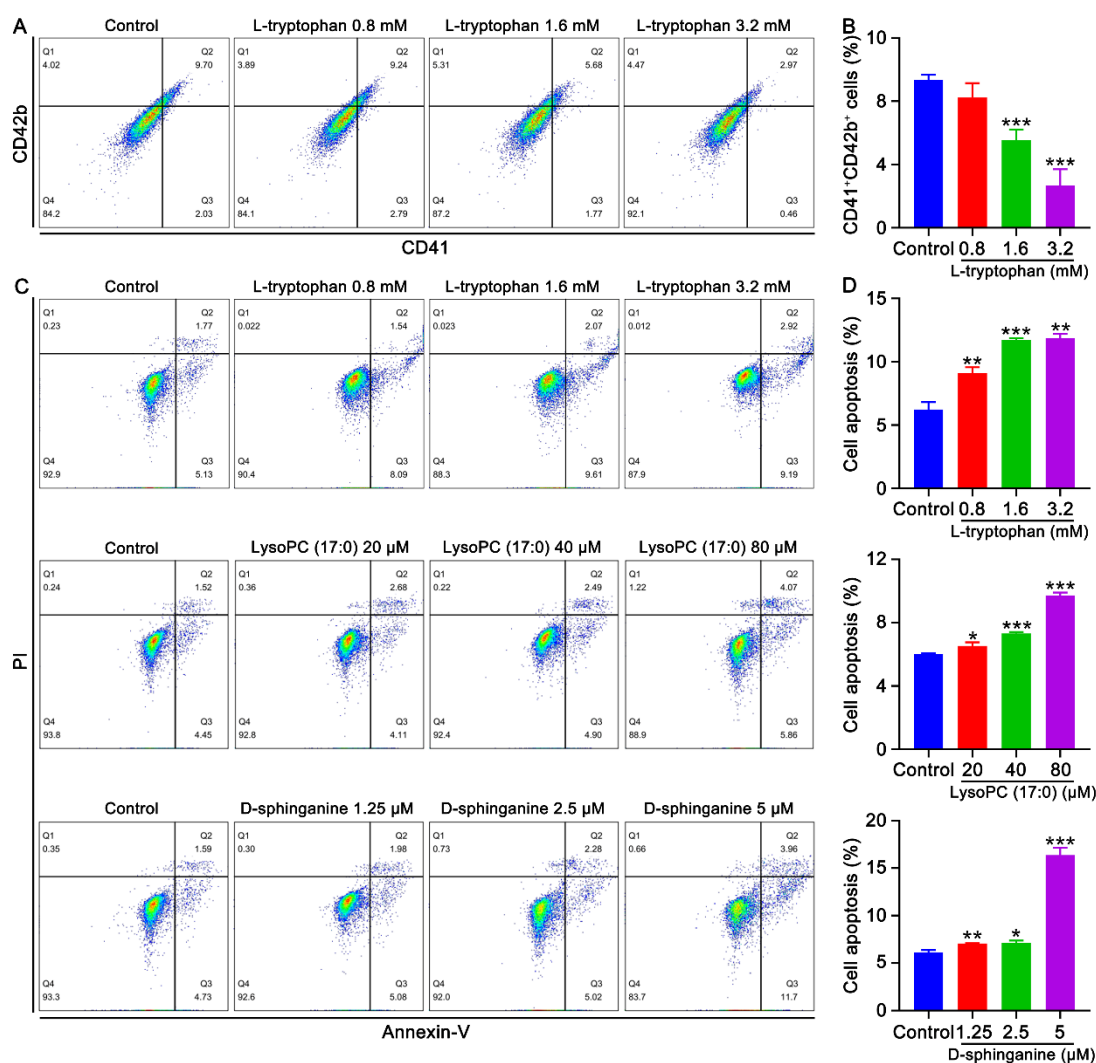 A
Control
L-tryptophan 0.8 mM
L-tryptophan 1.6 mM
L-tryptophan 3.2 mM
Q1 4.02
Q2 9.70
Q4 84.2
Q3 2.03
Q1 3.89
Q2 9.24
Q4 84.1
Q3 2.79
Q1 5.31
Q2 5.68
Q4 87.2
Q3 1.77
Q1 4.47
Q2 2.97
Q4 92.1
Q3 0.46
CD42b
CD41
B
CD41+CD42b+ cells (%)
10
8
4
2
0
***
***
Control 0.8 1.6 3.2
L-tryptophan (mM)
C
Control
L-tryptophan 0.8 mM
L-tryptophan 1.6 mM
L-tryptophan 3.2 mM
Q1 0.23
Q2 1.77
Q4 92.9
Q3 5.13
Q1 0.022
Q2 1.54
Q4 90.4
Q3 8.09
Q1 0.023
Q2 2.07
Q4 88.3
Q3 9.61
Q1 0.012
Q2 2.92
Q4 87.9
Q3 9.19
Control
LysoPC (17:0) 20 µM
LysoPC (17:0) 40 µM
LysoPC (17:0) 80 µM
Q1 0.24
Q2 1.52
Q4 93.8
Q3 4.45
Q1 0.36
Q2 2.68
Q4 92.8
Q3 4.11
Q1 0.22
Q2 2.49
Q4 92.4
Q3 4.90
Q1 1.22
Q2 4.07
Q4 88.9
Q3 5.86
Control
D-sphinganine 1.25 µM
D-sphinganine 2.5 µM
D-sphinganine 5 µM
Q1 0.35
Q2 1.59
Q4 93.3
Q3 4.73
Q1 0.30
Q2 1.98
Q4 92.6
Q3 5.08
Q1 0.73
Q2 2.28
Q4 92.0
Q3 5.02
Q1 0.66
Q2 3.96
Q4 83.7
Q3 11.7
PI
Annexin-V
D
Cell apoptosis (%)
15
10
5
0
**
***
**
Control 0.8 1.6 3.2
L-tryptophan (mM)
Cell apoptosis (%)
12
9
6
3
0
*
***
***
Control 20 40 80
LysoPC (17:0) (µM)
Cell apoptosis (%)
20
15
10
5
0
**
*
***
Control 1.25 2.5 5
D-sphinganine (µM)